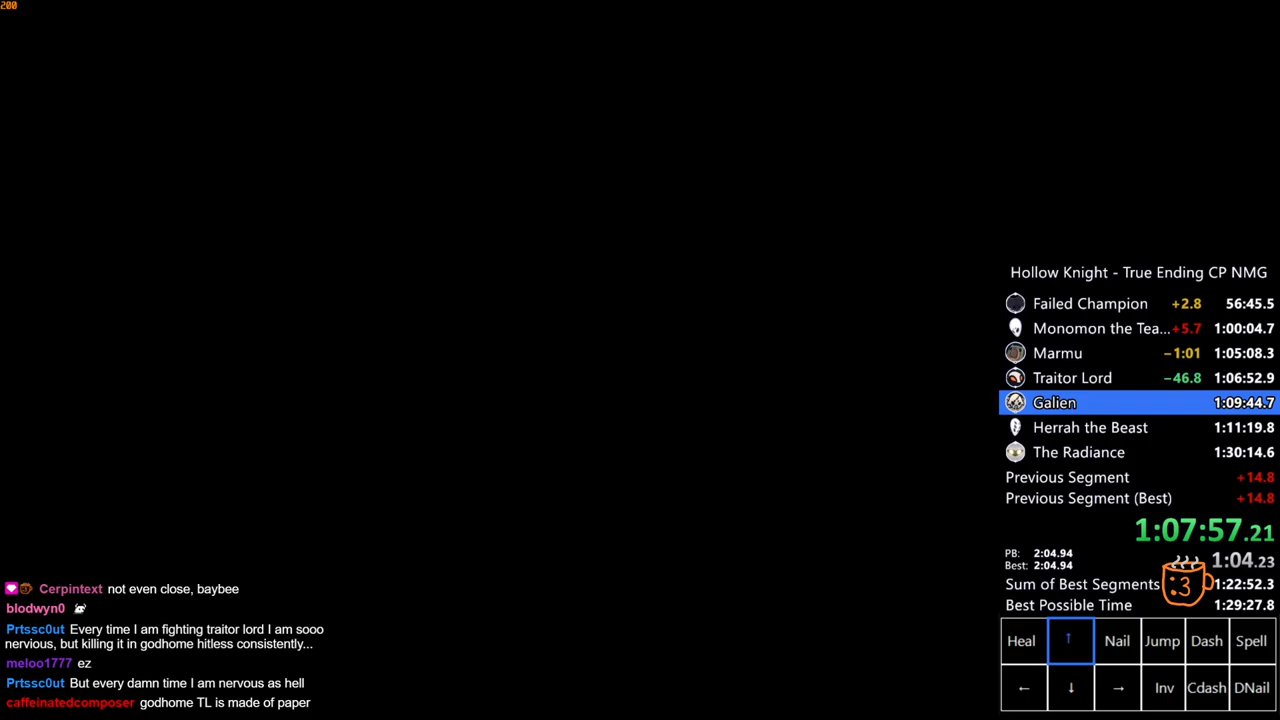 200
Hollow Knight - True Ending CP NMG
Failed Champion +2.8 56:45.5
Monomon the Tea... +5.7 1:00:04.7
Marmu −1:01 1:05:08.3
Traitor Lord −46.8 1:06:52.9
Galien 1:09:44.7
Herrah the Beast 1:11:19.8
The Radiance 1:30:14.6
Previous Segment +14.8
Previous Segment (Best) +14.8
1:07:57.21
PB: 2:04.94
Best: 2:04.94
1:04.23
Sum of Best Segments 1:22:52.3
Best Possible Time 1:29:27.8
:3
Heal ↑ Nail Jump Dash Spell
← ↓ → Inv Cdash DNail
Cerpintext not even close, baybee
blodwyn0
Prtssc0ut Every time I am fighting traitor lord I am sooo
nervious, but killing it in godhome hitless consistently...
meloo1777 ez
Prtssc0ut But every damn time I am nervous as hell
caffeinatedcomposer godhome TL is made of paper